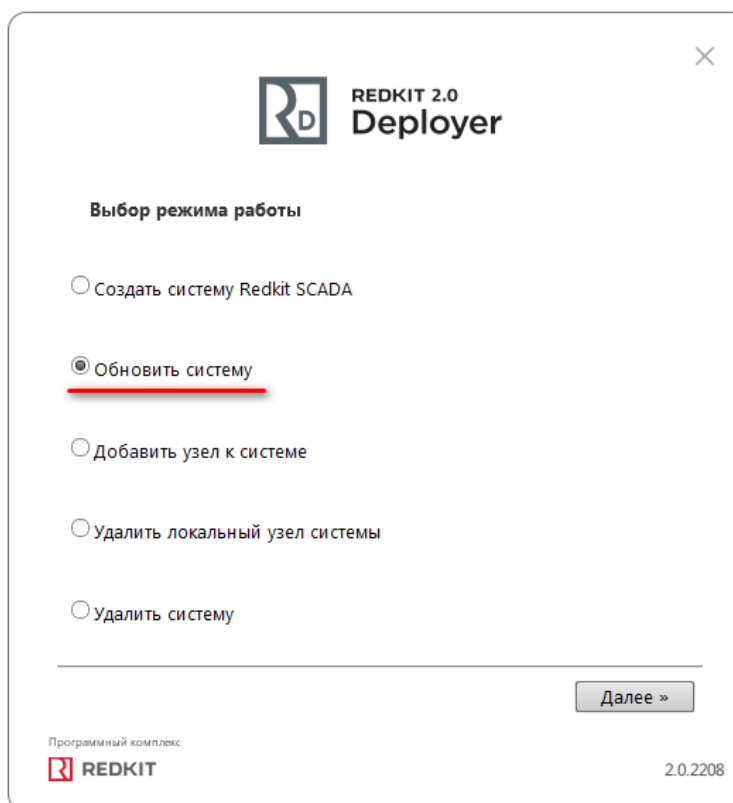 REDKIT 2.0
Deployer
Выбор режима работы
Создать систему Redkit SCADA
Обновить систему
Добавить узел к системе
Удалить локальный узел системы
Удалить систему
Далее »
Программный комплекс
REDKIT
2.0.2208